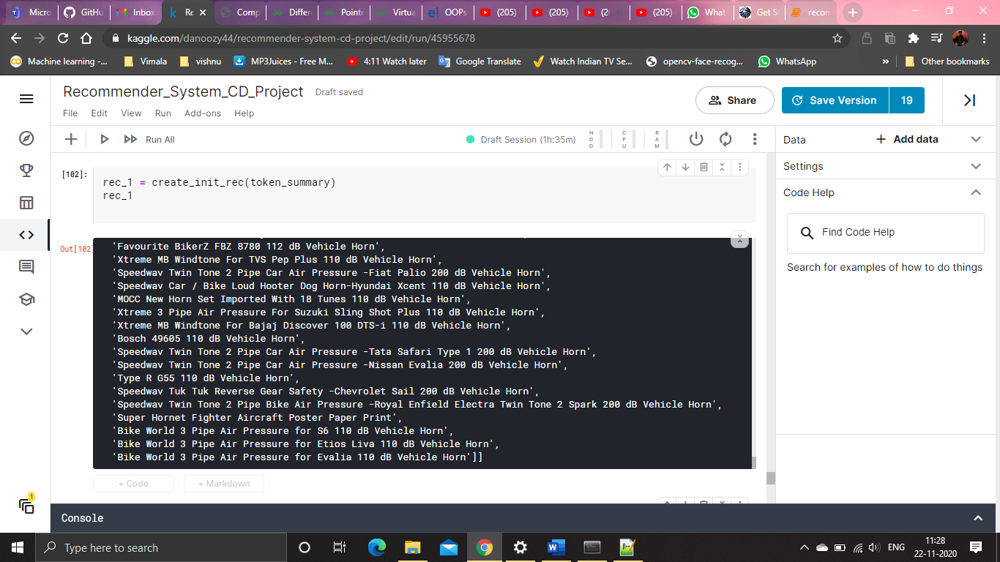 Micro
GitHu
Inbox
Re
Comp
Differ
Pointe
Virtua
OOPs
(205)
(205)
(2
(205)
What
Get S
recom
kaggle.com/danoozy44/recommender-system-cd-project/edit/run/45955678
Machine learning -...
Vimala
vishnu
MP3Juices - Free M...
4:11 Watch later
Google Translate
Watch Indian TV Se...
opencv-face-recog...
WhatsApp
»
Other bookmarks
Recommender_System_CD_Project
Draft saved
File Edit View Run Add-ons Help
Share
Save Version
19
Run All
Draft Session (1h:35m)
HDD
CPU
RAM
Data
+ Add data
Settings
Code Help
Find Code Help
Search for examples of how to do things
[102]:
rec_1 = create_init_rec(token_summary)
rec_1
Out[102
'Favourite BikerZ FBZ 8780 112 dB Vehicle Horn',
'Xtreme MB Windtone For TVS Pep Plus 110 dB Vehicle Horn',
'Speedwav Twin Tone 2 Pipe Car Air Pressure -Fiat Palio 200 dB Vehicle Horn',
'Speedwav Car / Bike Loud Hooter Dog Horn-Hyundai Xcent 110 dB Vehicle Horn',
'MOCC New Horn Set Imported With 18 Tunes 110 dB Vehicle Horn',
'Xtreme 3 Pipe Air Pressure For Suzuki Sling Shot Plus 110 dB Vehicle Horn',
'Xtreme MB Windtone For Bajaj Discover 100 DTS-i 110 dB Vehicle Horn',
'Bosch 49605 110 dB Vehicle Horn',
'Speedwav Twin Tone 2 Pipe Car Air Pressure -Tata Safari Type 1 200 dB Vehicle Horn',
'Speedwav Twin Tone 2 Pipe Car Air Pressure -Nissan Evalia 200 dB Vehicle Horn',
'Type R G55 110 dB Vehicle Horn',
'Speedwav Tuk Tuk Reverse Gear Safety -Chevrolet Sail 200 dB Vehicle Horn',
'Speedwav Twin Tone 2 Pipe Bike Air Pressure -Royal Enfield Electra Twin Tone 2 Spark 200 dB Vehicle Horn',
'Super Hornet Fighter Aircraft Poster Paper Print',
'Bike World 3 Pipe Air Pressure for S6 110 dB Vehicle Horn',
'Bike World 3 Pipe Air Pressure for Etios Liva 110 dB Vehicle Horn',
'Bike World 3 Pipe Air Pressure for Evalia 110 dB Vehicle Horn']]
+ Code
+ Markdown
1
Console
Type here to search
ENG
11:28
22-11-2020